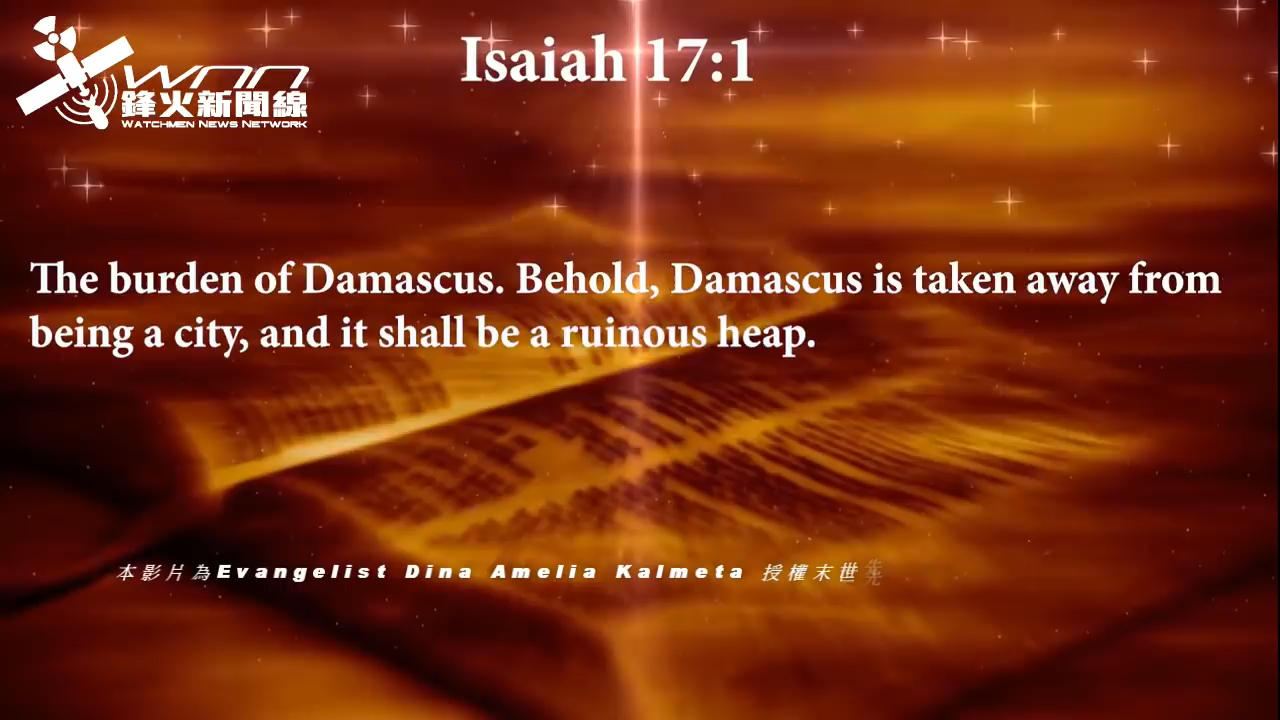 Isaiah 17:1
WNN
鋒火新聞線
Watchmen News Network
The burden of Damascus. Behold, Damascus is taken away from
being a city, and it shall be a ruinous heap.
本影片為Evangelist Dina Amelia Kalmeta 授權末世